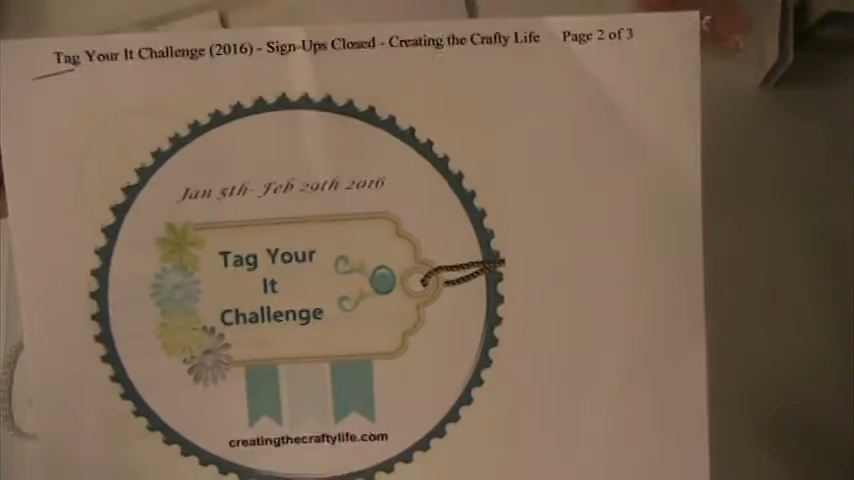 Tag Your It Challenge (2016) - Sign-Ups Closed - Creating the Crafty Life Page 2 of 3
Jan 5th- Feb 29th 2016
Tag Your
It
Challenge
creatingthecraftylife.com